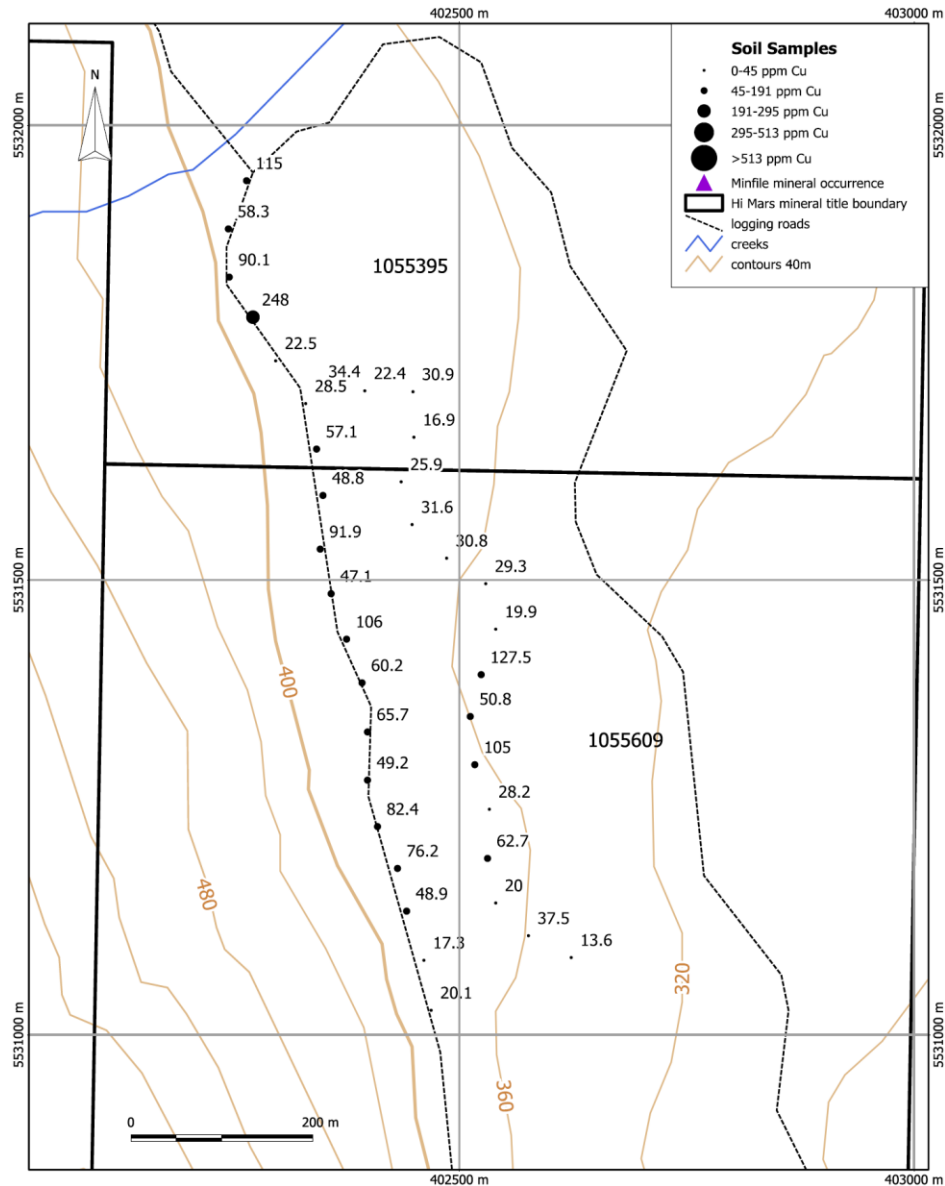 402500 m
403000 m
Soil Samples
0-45 ppm Cu
45-191 ppm Cu
191-295 ppm Cu
295-513 ppm Cu
>513 ppm Cu
Minfile mineral occurrence
Hi Mars mineral title boundary
logging roads
creeks
contours 40m
N
5532000 m
5532000 m
115
58.3
90.1
1055395
248
22.5
34.4
22.4
30.9
28.5
16.9
57.1
25.9
48.8
31.6
91.9
30.8
29.3
47.1
5531500 m
5531500 m
19.9
106
127.5
60.2
400
50.8
65.7
1055609
105
49.2
28.2
82.4
62.7
76.2
480
20
48.9
37.5
17.3
13.6
320
20.1
5531000 m
5531000 m
360
0
200 m
402500 m
403000 m